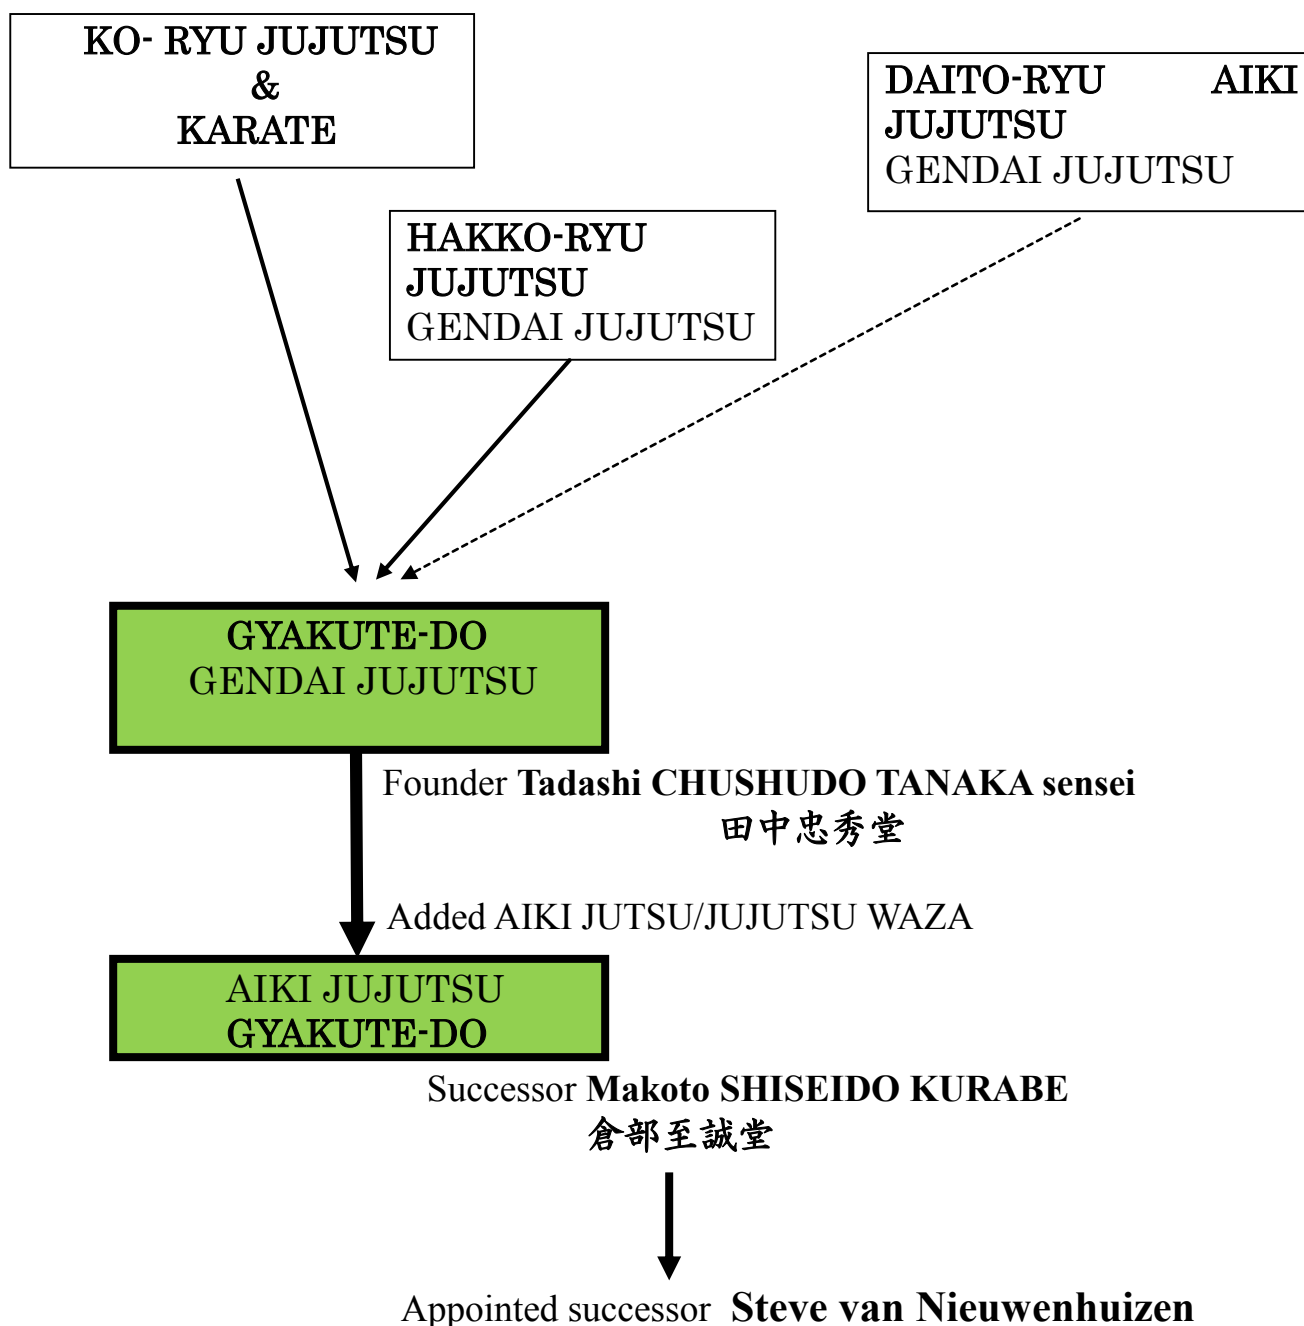 KO- RYU JUJUTSU
&
KARATE
DAITO-RYU AIKI
JUJUTSU
GENDAI JUJUTSU
HAKKO-RYU
JUJUTSU
GENDAI JUJUTSU
GYAKUTE-DO
GENDAI JUJUTSU
Founder Tadashi CHUSHUDO TANAKA sensei
田中忠秀堂
Added AIKI JUTSU/JUJUTSU WAZA
AIKI JUJUTSU
GYAKUTE-DO
Successor Makoto SHISEIDO KURABE
倉部至誠堂
Appointed successor Steve van Nieuwenhuizen